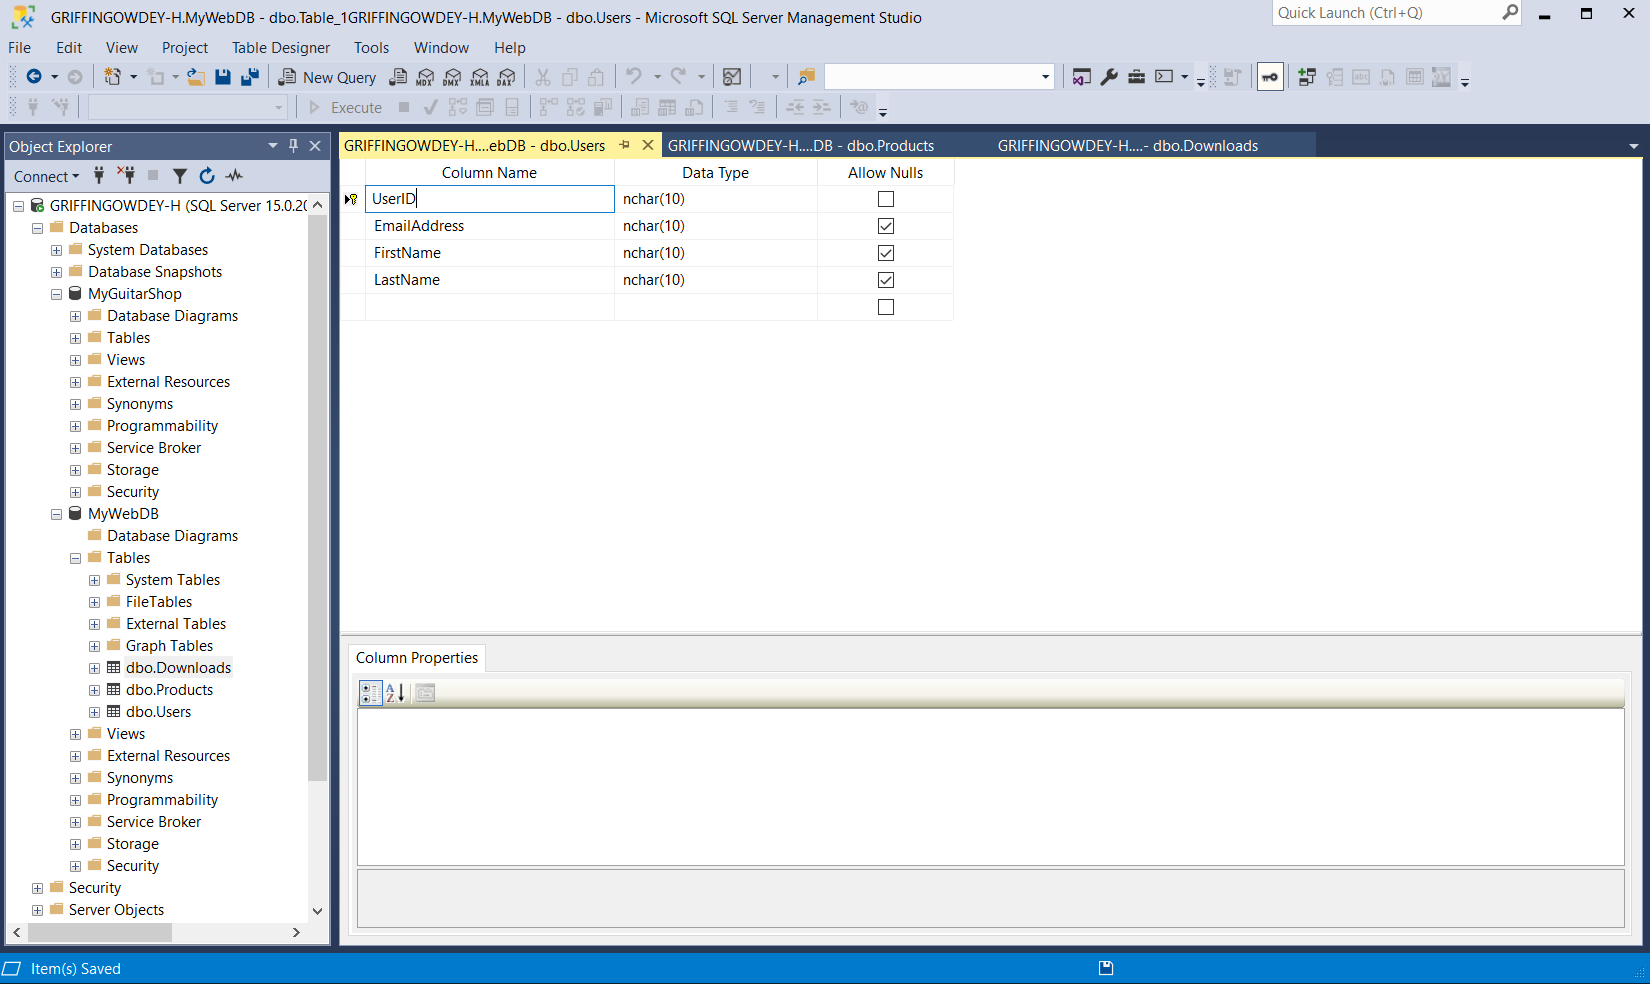 GRIFFINGOWDEY-H.MyWebDB - dbo.Table_1GRIFFINGOWDEY-H.MyWebDB - dbo.Users - Microsoft SQL Server Management Studio
Quick Launch (Ctrl+Q)
File Edit View Project Table Designer Tools Window Help
New Query MDX DMX XMLA DAX
Execute
Object Explorer
GRIFFINGOWDEY-H....ebDB - dbo.Users
GRIFFINGOWDEY-H....DB - dbo.Products
GRIFFINGOWDEY-H....- dbo.Downloads
Connect
GRIFFINGOWDEY-H (SQL Server 15.0.20
Databases
System Databases
Database Snapshots
MyGuitarShop
Database Diagrams
Tables
Views
External Resources
Synonyms
Programmability
Service Broker
Storage
Security
MyWebDB
Database Diagrams
Tables
System Tables
FileTables
External Tables
Graph Tables
dbo.Downloads
dbo.Products
dbo.Users
Views
External Resources
Synonyms
Programmability
Service Broker
Storage
Security
Security
Server Objects
Column Name Data Type Allow Nulls
UserID nchar(10)
EmailAddress nchar(10)
FirstName nchar(10)
LastName nchar(10)
Column Properties
Item(s) Saved